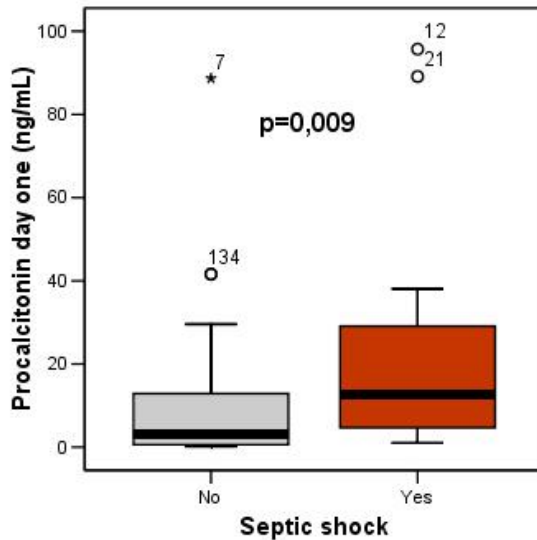 100
80
60
40
20
0
Procalcitonin day one (ng/mL)
7
12
21
p=0,009
134
No
Yes
Septic shock